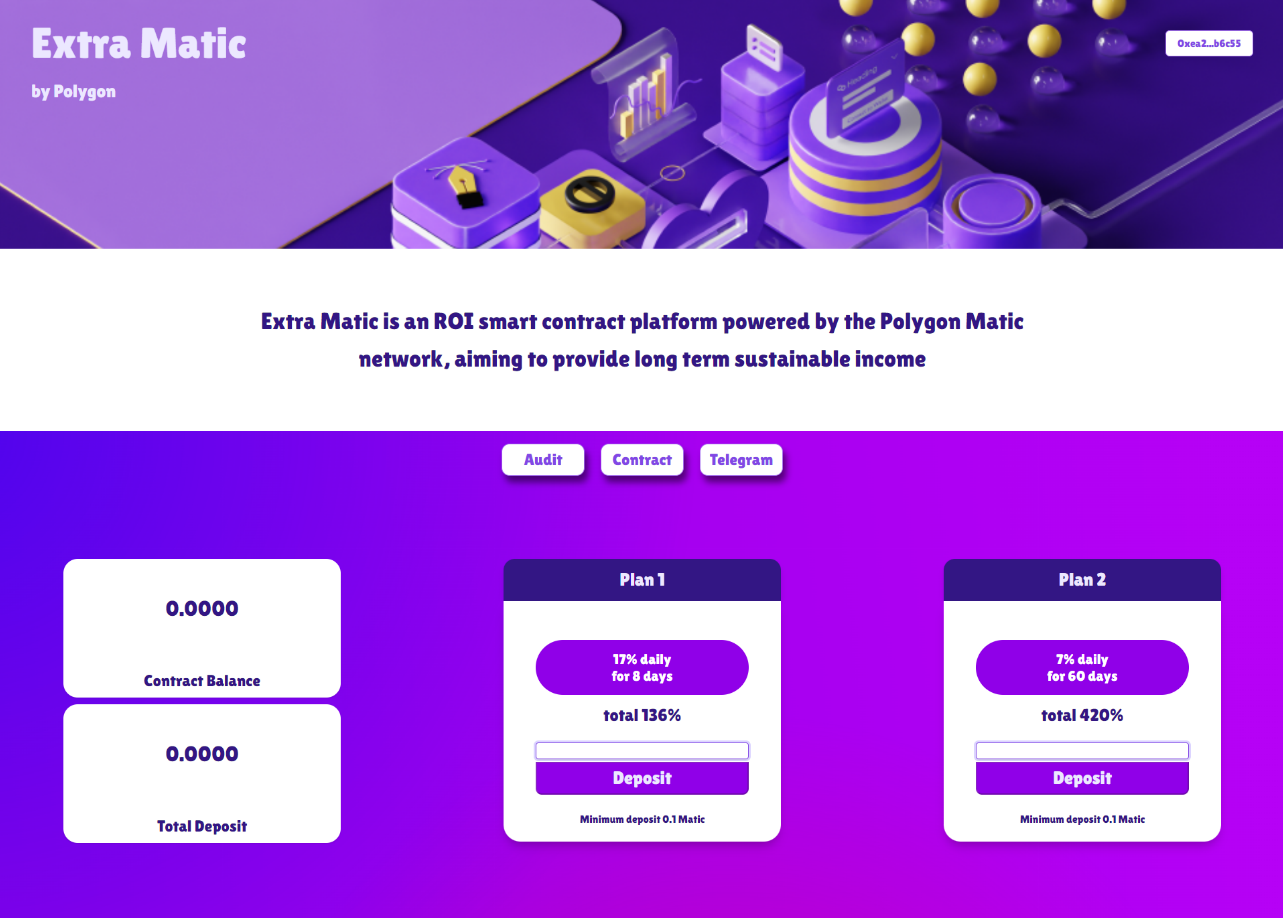 Extra Matic
by Polygon
0xea2...b6c55
Heading
Extra Matic is an ROI smart contract platform powered by the Polygon Matic
network, aiming to provide long term sustainable income
Audit
Contract
Telegram
0.0000
Contract Balance
0.0000
Total Deposit
Plan 1
17% daily
for 8 days
total 136%
Deposit
Minimum deposit 0.1 Matic
Plan 2
7% daily
for 60 days
total 420%
Deposit
Minimum deposit 0.1 Matic